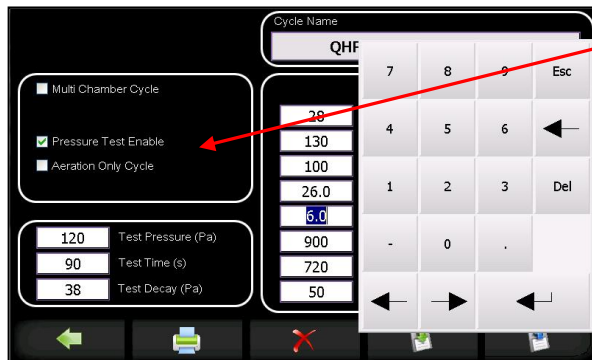 Cycle Name
QHF
Multi Chamber Cycle
Pressure Test Enable
Aeration Only Cycle
120 Test Pressure (Pa)
90 Test Time (s)
38 Test Decay (Pa)
28
130
100
26.0
6.0
900
720
50
7 8 9 Esc
4 5 6
1 2 3 Del
- 0 .